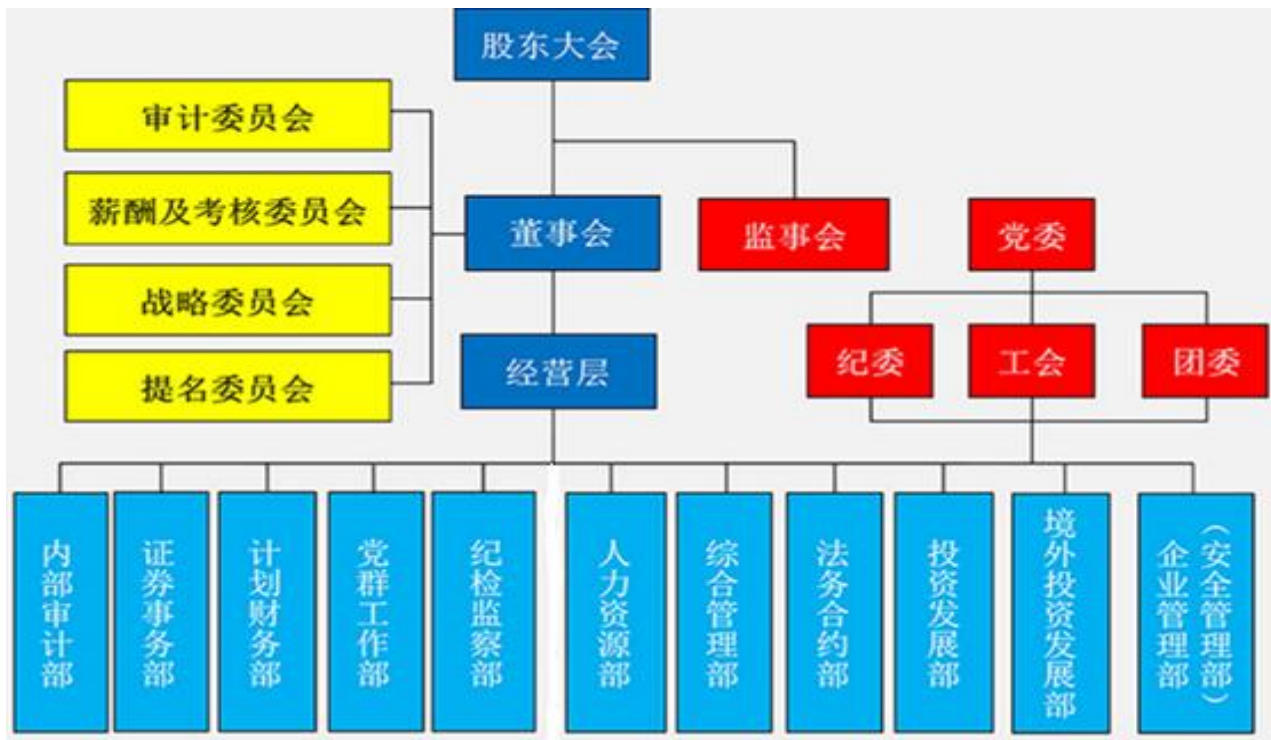 股东大会
审计委员会
薪酬及考核委员会
战略委员会
提名委员会
董事会
监事会
党委
经营层
纪委
工会
团委
内部审计部
证券事务部
计划财务部
党群工作部
纪检监察部
人力资源部
综合管理部
法务合约部
投资发展部
境外投资发展部
企业管理部
（安全管理部）